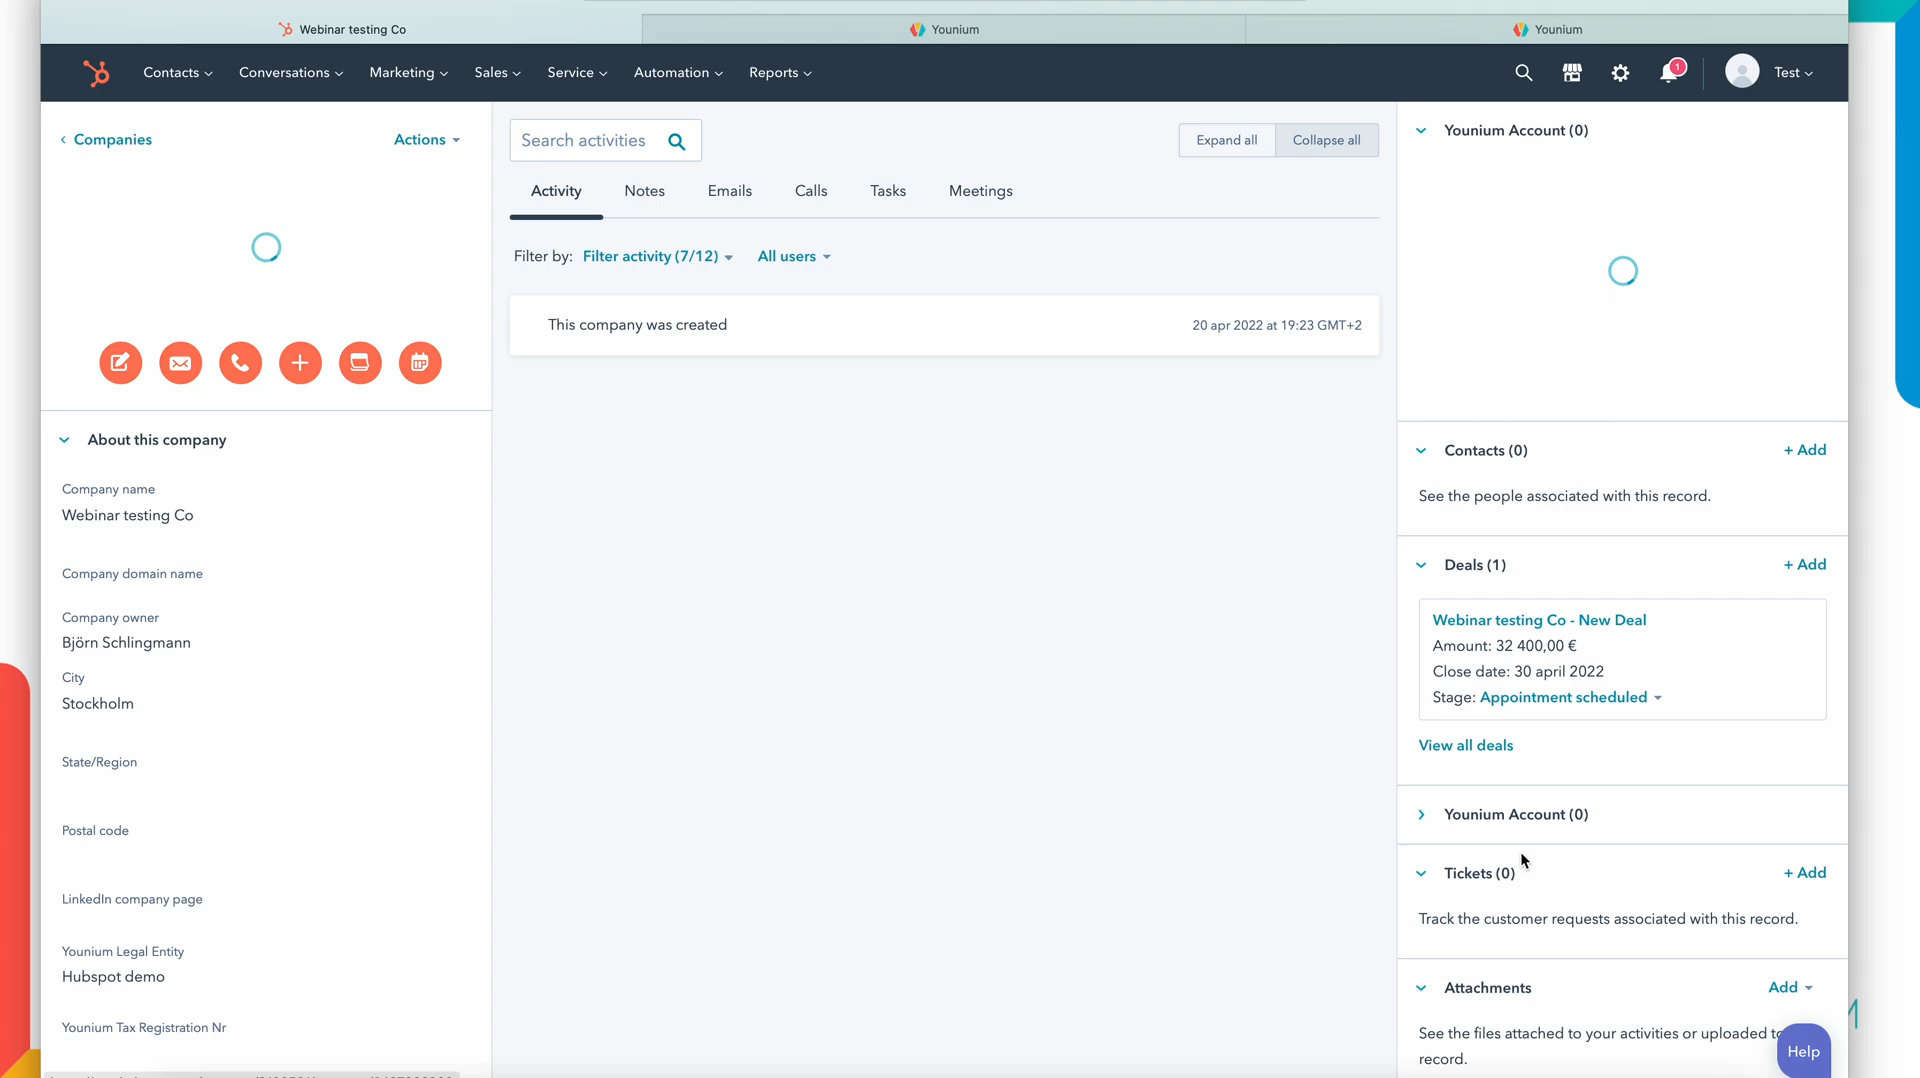 Webinar testing Co
Younium
Younium
Contacts
Conversations
Marketing
Sales
Service
Automation
Reports
1
Test
Companies
Actions
About this company
Company name
Webinar testing Co
Company domain name
Company owner
Björn Schlingmann
City
Stockholm
State/Region
Postal code
LinkedIn company page
Younium Legal Entity
Hubspot demo
Younium Tax Registration Nr
Search activities
Expand all
Collapse all
Activity
Notes
Emails
Calls
Tasks
Meetings
Filter by: Filter activity (7/12)
All users
This company was created
20 apr 2022 at 19:23 GMT+2
Younium Account (0)
Contacts (0)
+ Add
See the people associated with this record.
Deals (1)
+ Add
Webinar testing Co - New Deal
Amount: 32 400,00 €
Close date: 30 april 2022
Stage: Appointment scheduled
View all deals
Younium Account (0)
Tickets (0)
+ Add
Track the customer requests associated with this record.
Attachments
Add
See the files attached to your activities or uploaded
record.
Help